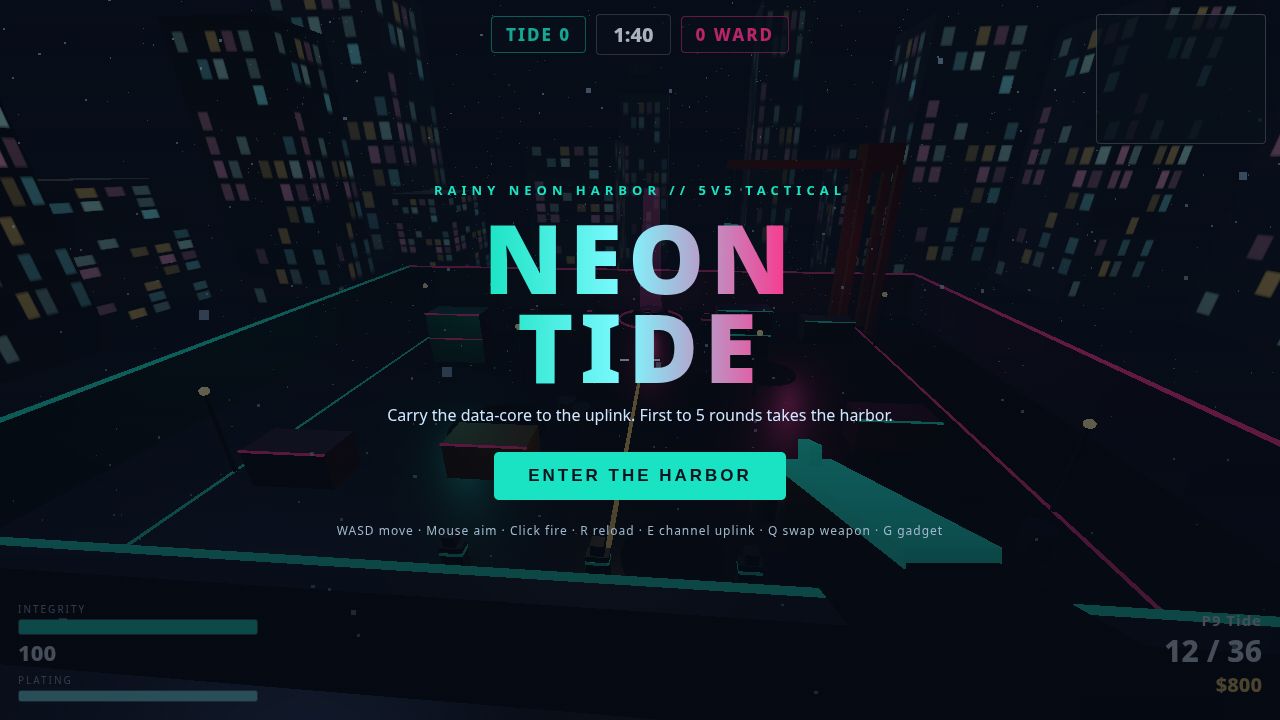 TIDE 0
1:40
0 WARD
RAINY NEON HARBOR // 5V5 TACTICAL
NEON
TIDE
Carry the data-core to the uplink. First to 5 rounds takes the harbor.
ENTER THE HARBOR
WASD move · Mouse aim · Click fire · R reload · E channel uplink · Q swap weapon · G gadget
INTEGRITY
100
PLATING
P9 Tide
12 / 36
$800